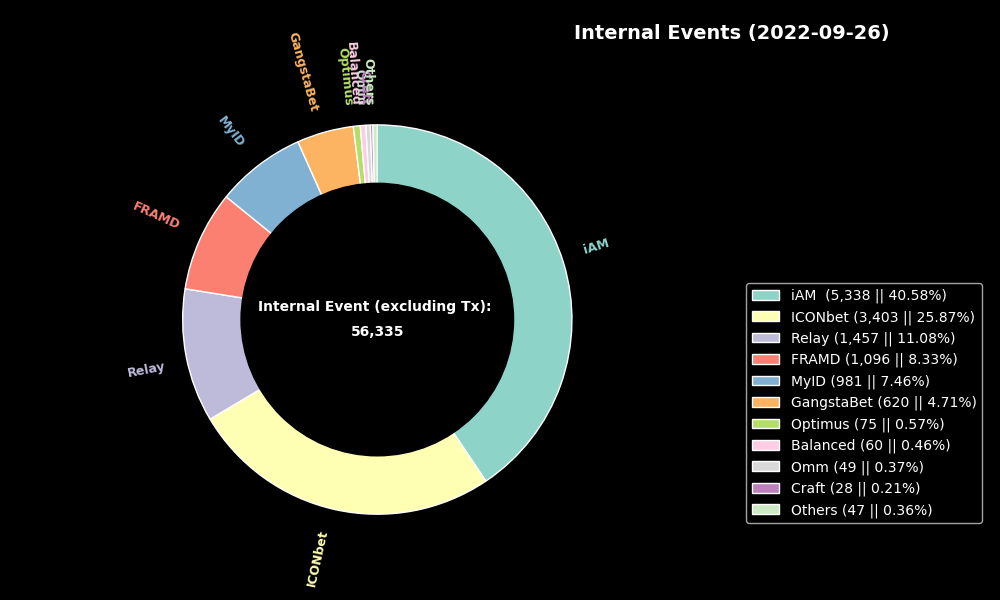 Internal Events (2022-09-26)
GangstaBet
Optimus
Balanced
Omm
Craft
Others
MyID
FRAMD
iAM
Relay
ICONbet
Internal Event (excluding Tx):
56,335
iAM  (5,338 || 40.58%)
ICONbet (3,403 || 25.87%)
Relay (1,457 || 11.08%)
FRAMD (1,096 || 8.33%)
MyID (981 || 7.46%)
GangstaBet (620 || 4.71%)
Optimus (75 || 0.57%)
Balanced (60 || 0.46%)
Omm (49 || 0.37%)
Craft (28 || 0.21%)
Others (47 || 0.36%)